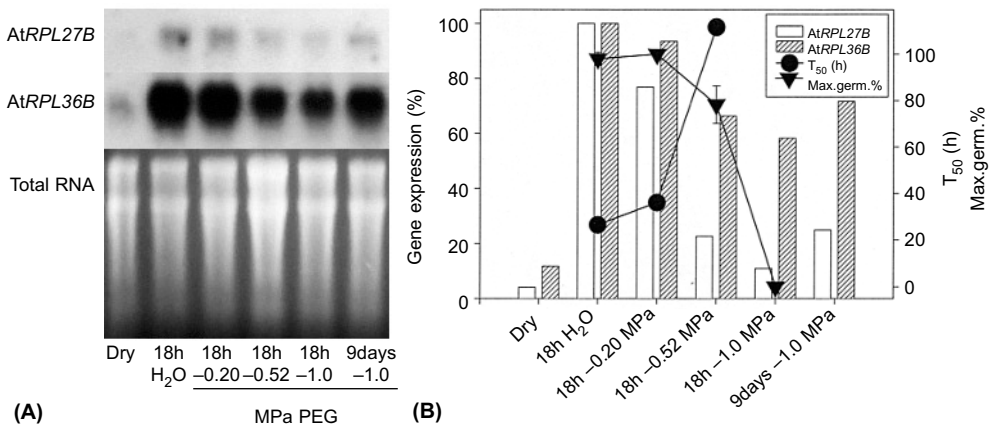 AtRPL27B
AtRPL36B
Total RNA
Dry 18h 18h 18h 18h 9days
H₂O –0.20 –0.52 –1.0 –1.0
MPa PEG
(A)
Gene expression (%)
100
80
60
40
20
0
AtRPL27B
AtRPL36B
T₅₀ (h)
Max.germ.%
100
80
60
40
20
0
T₅₀ (h)
Max.germ.%
Dry
18h H₂O
18h –0.20 MPa
18h –0.52 MPa
18h –1.0 MPa
9days –1.0 MPa
(B)